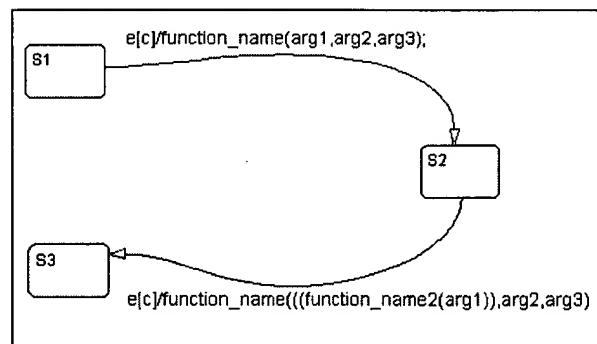 e[c]/function_name(arg1,arg2,arg3);
S1
S2
S3
e[c]/function_name(((function_name2(arg1)),arg2,arg3)